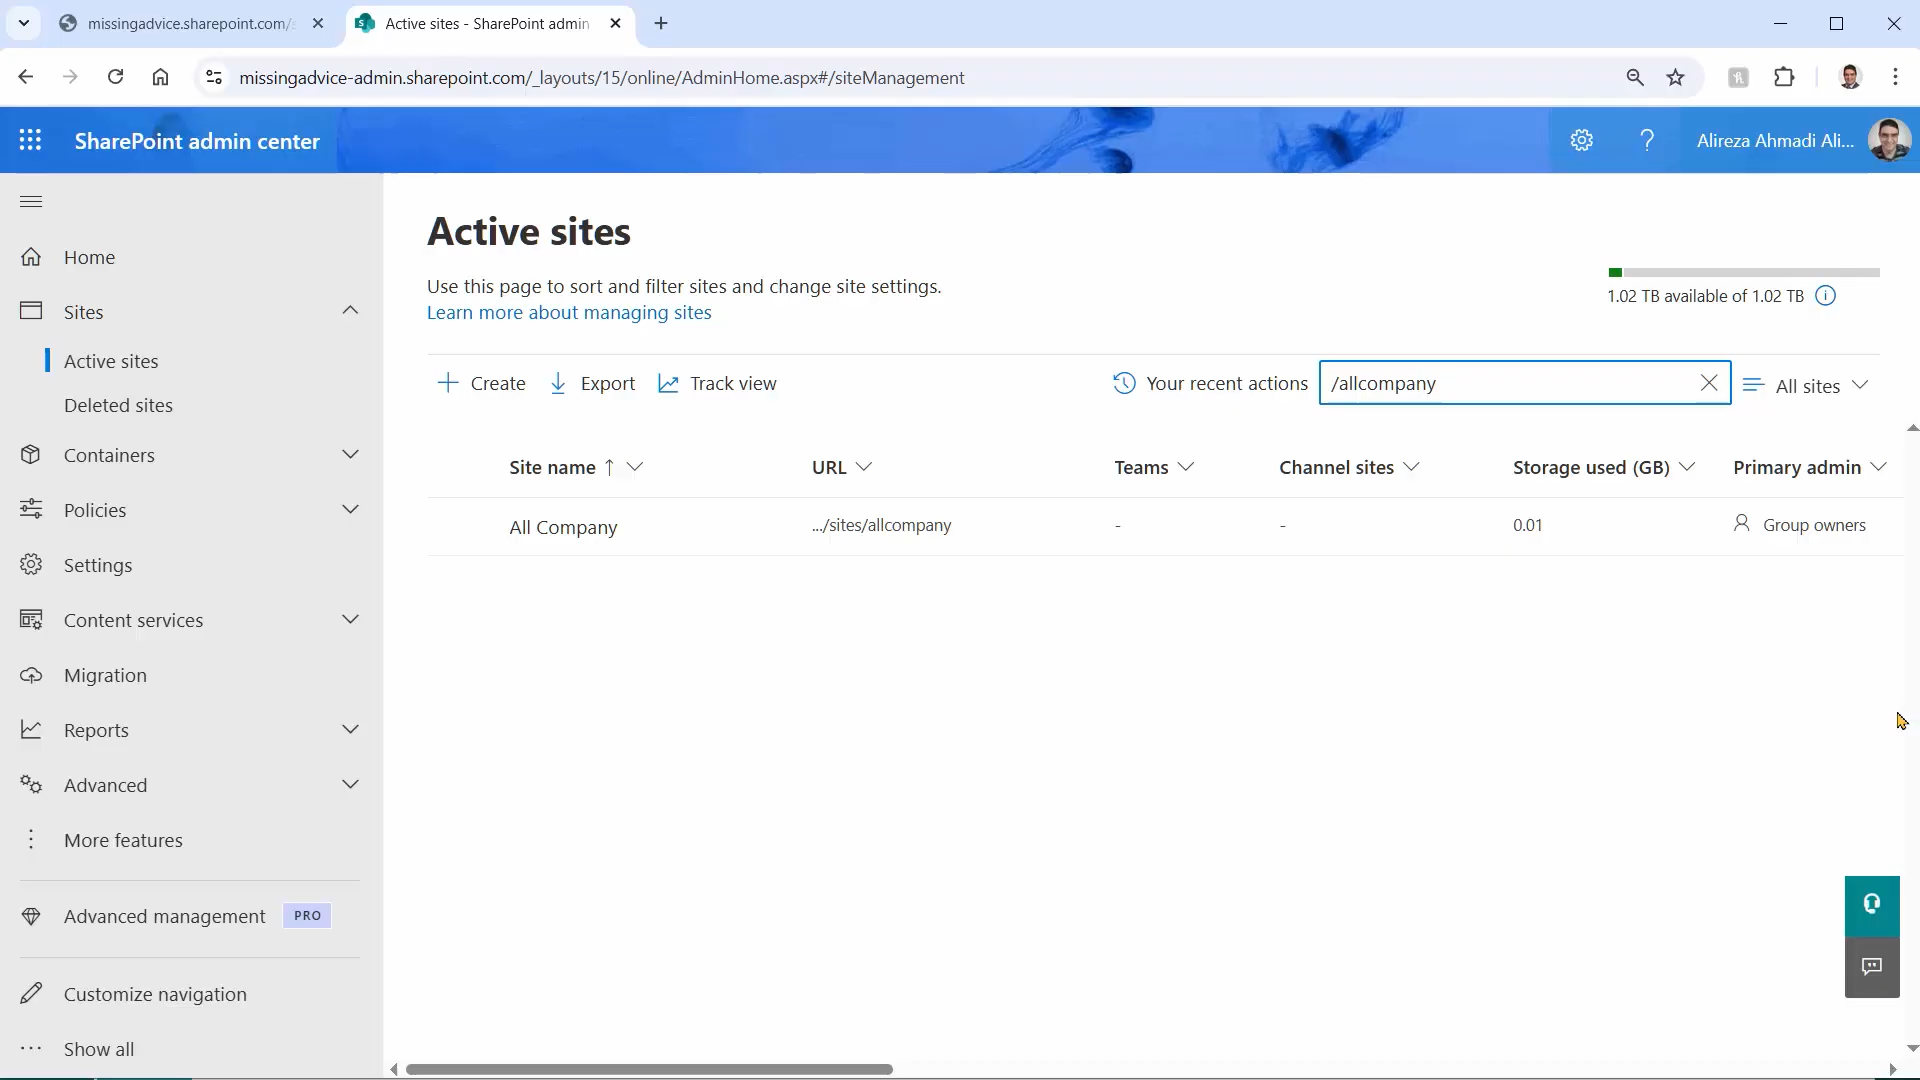 missingadvice.sharepoint.com/s
Active sites - SharePoint admin
missingadvice-admin.sharepoint.com/_layouts/15/online/AdminHome.aspx#/siteManagement
SharePoint admin center
Alireza Ahmadi Ali...
Home
Sites
Active sites
Deleted sites
Containers
Policies
Settings
Content services
Migration
Reports
Advanced
More features
Advanced management PRO
Customize navigation
Show all
Active sites
Use this page to sort and filter sites and change site settings.
Learn more about managing sites
1.02 TB available of 1.02 TB
Create Export Track view Your recent actions /allcompany All sites
Site name URL Teams Channel sites Storage used (GB) Primary admin
All Company .../sites/allcompany - - 0.01 Group owners